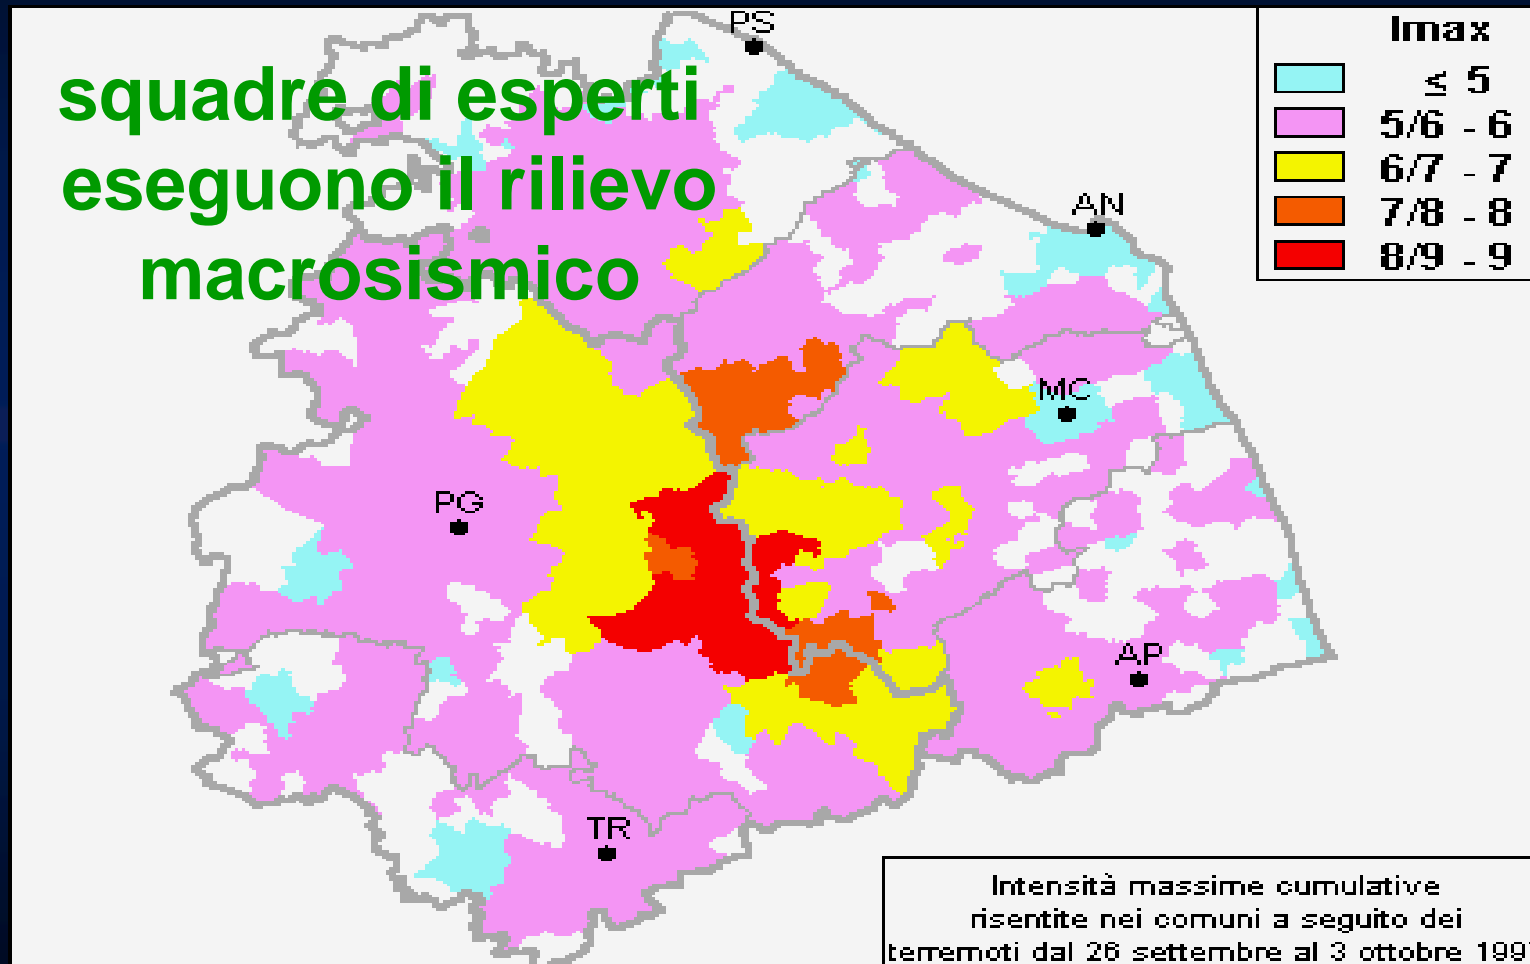 squadre di esperti
eseguono il rilievo
macrosismico
PS
Imax
≤ 5
5/6 - 6
6/7 - 7
7/8 - 8
8/9 - 9
AN
MC
PG
AP
TR
Intensità massime cumulative
risentite nei comuni a seguito dei
terremoti dal 26 settembre al 3 ottobre 1997